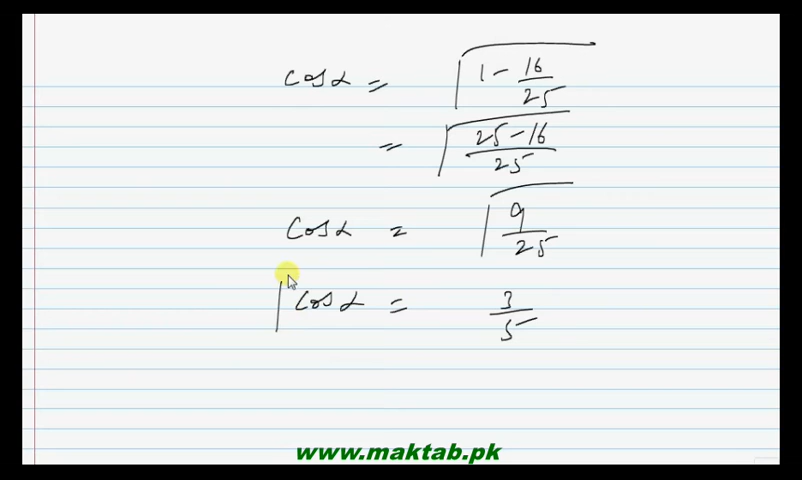 cos α = √(1 - 16/25)
= √((25 - 16)/25)
cos α = √(9/25)
cos α = 3/5
www.maktab.pk